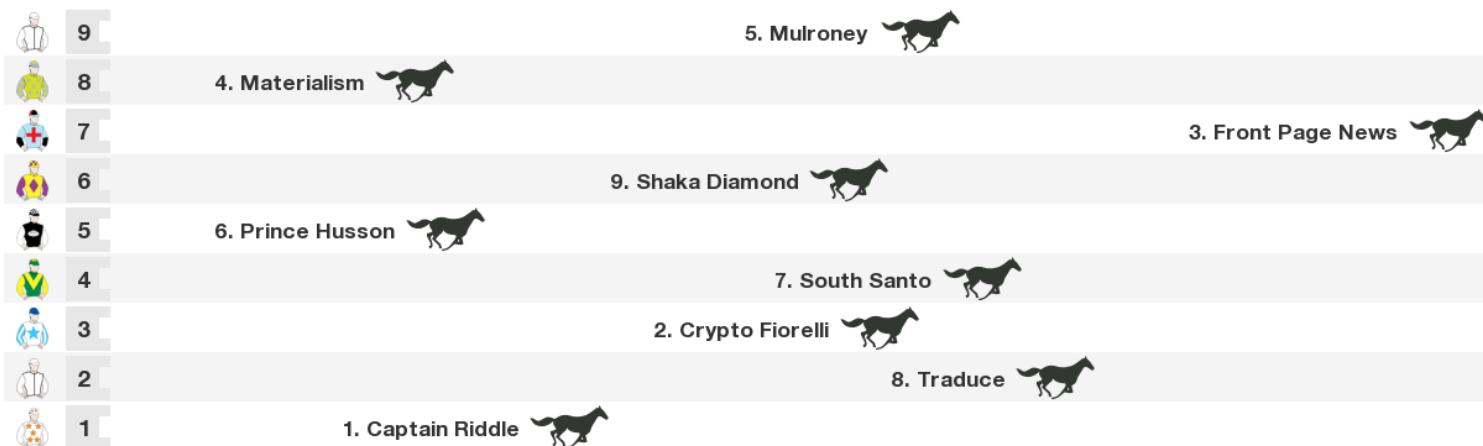 9 5. Mulroney
8 4. Materialism
7 3. Front Page News
6 9. Shaka Diamond
5 6. Prince Husson
4 7. South Santo
3 2. Crypto Fiorelli
2 8. Traduce
1 1. Captain Riddle